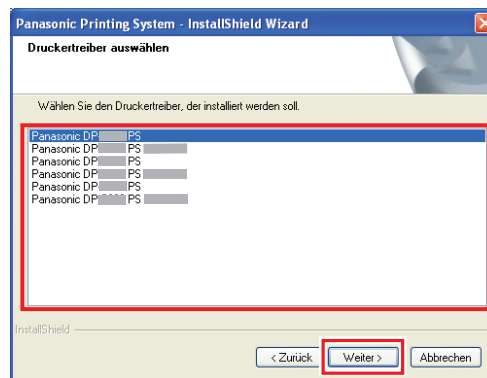 Panasonic Printing System - InstallShield Wizard
Druckertreiber auswählen
Wählen Sie den Druckertreiber, der installiert werden soll.
Panasonic DP PS
Panasonic DP PS
Panasonic DP PS
Panasonic DP PS
Panasonic DP PS
Panasonic DP PS
InstallShield
< Zurück Weiter > Abbrechen